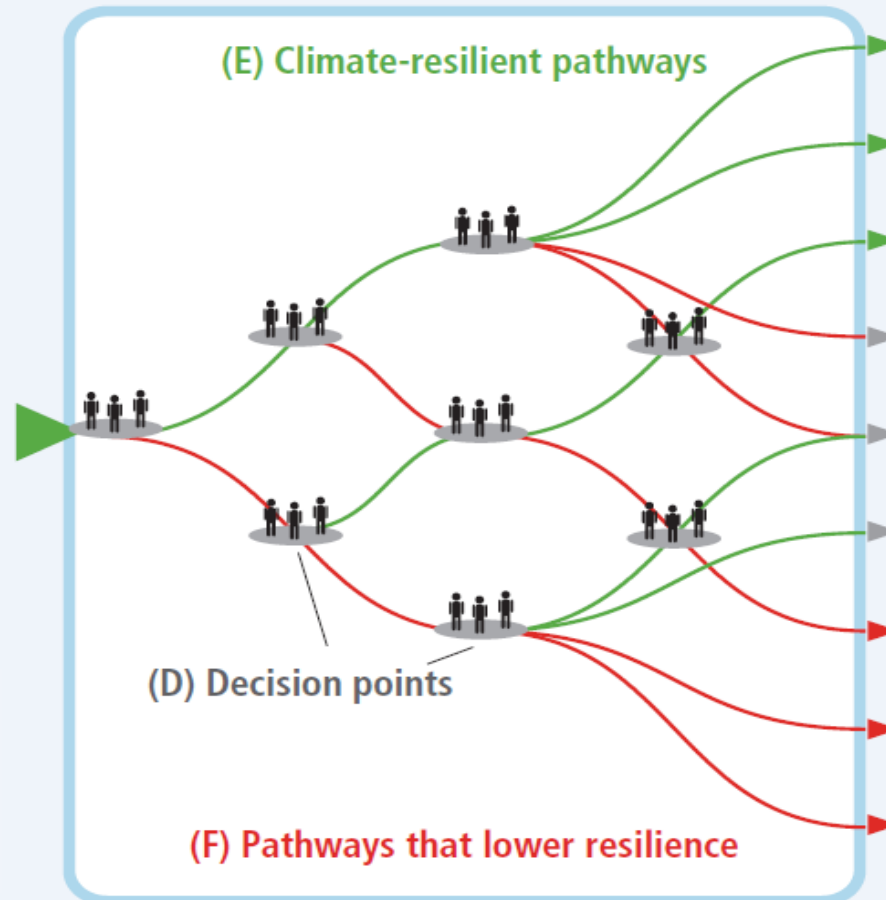 (E) Climate-resilient pathways
(D) Decision points
(F) Pathways that lower resilience